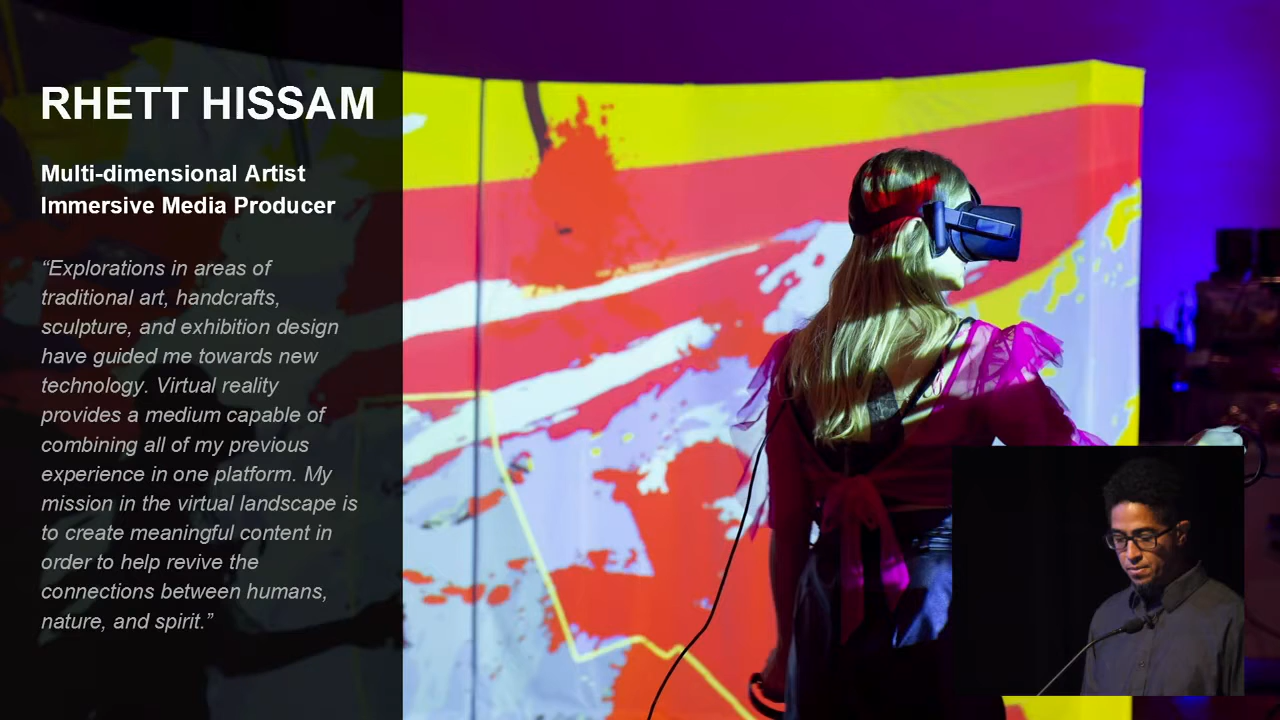 RHETT HISSAM
Multi-dimensional Artist
Immersive Media Producer
“Explorations in areas of
traditional art, handcrafts,
sculpture, and exhibition design
have guided me towards new
technology. Virtual reality
provides a medium capable of
combining all of my previous
experience in one platform. My
mission in the virtual landscape is
to create meaningful content in
order to help revive the
connections between humans,
nature, and spirit.”